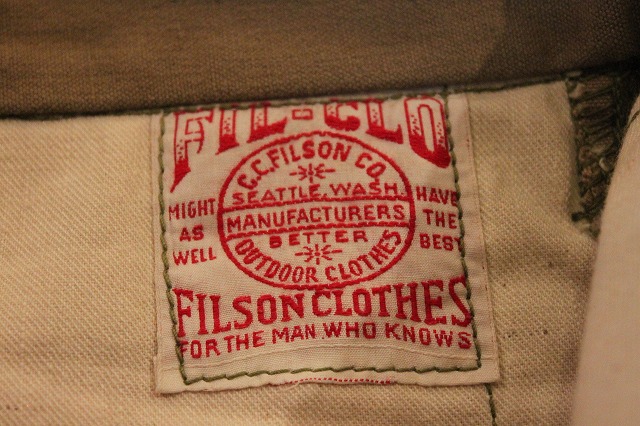 FIL-CLO
C.C. FILSON CO.
SEATTLE, WASH.
MANUFACTURERS
BETTER
OUTDOOR CLOTHES
MIGHT
AS
WELL
HAVE
THE
BEST
FILSON CLOTHES
FOR THE MAN WHO KNOWS